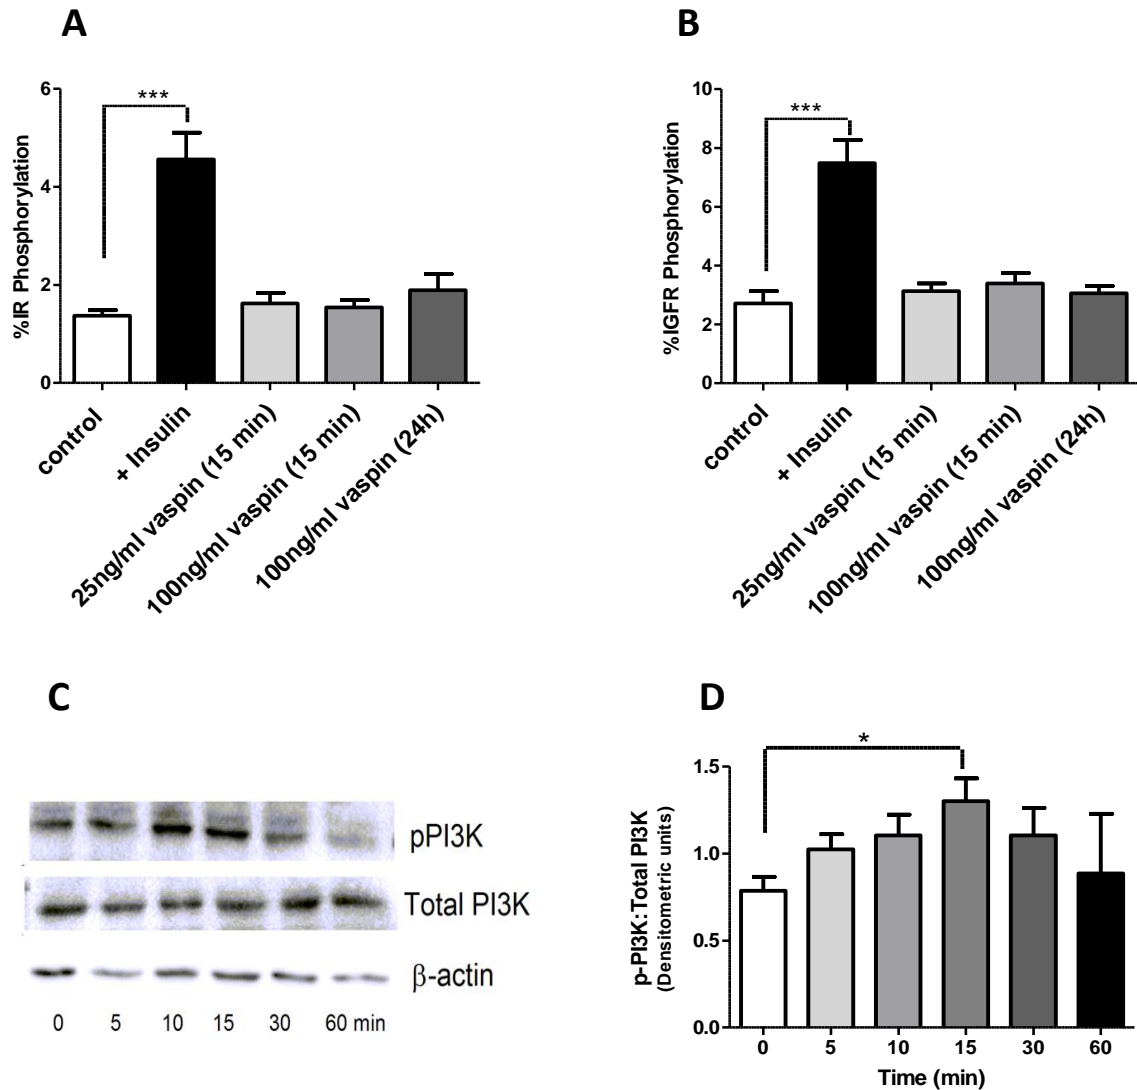 A
***
%IR Phosphorylation
6
4
2
0
control
+ Insulin
25ng/ml vaspin (15 min)
100ng/ml vaspin (15 min)
100ng/ml vaspin (24h)
B
***
%IGFR Phosphorylation
10
8
6
4
2
0
control
+ Insulin
25ng/ml vaspin (15 min)
100ng/ml vaspin (15 min)
100ng/ml vaspin (24h)
C
pPI3K
Total PI3K
β-actin
0 5 10 15 30 60 min
D
*
p-PI3K:Total PI3K
(Densitometric units)
1.5
1.0
0.5
0.0
0 5 10 15 30 60
Time (min)